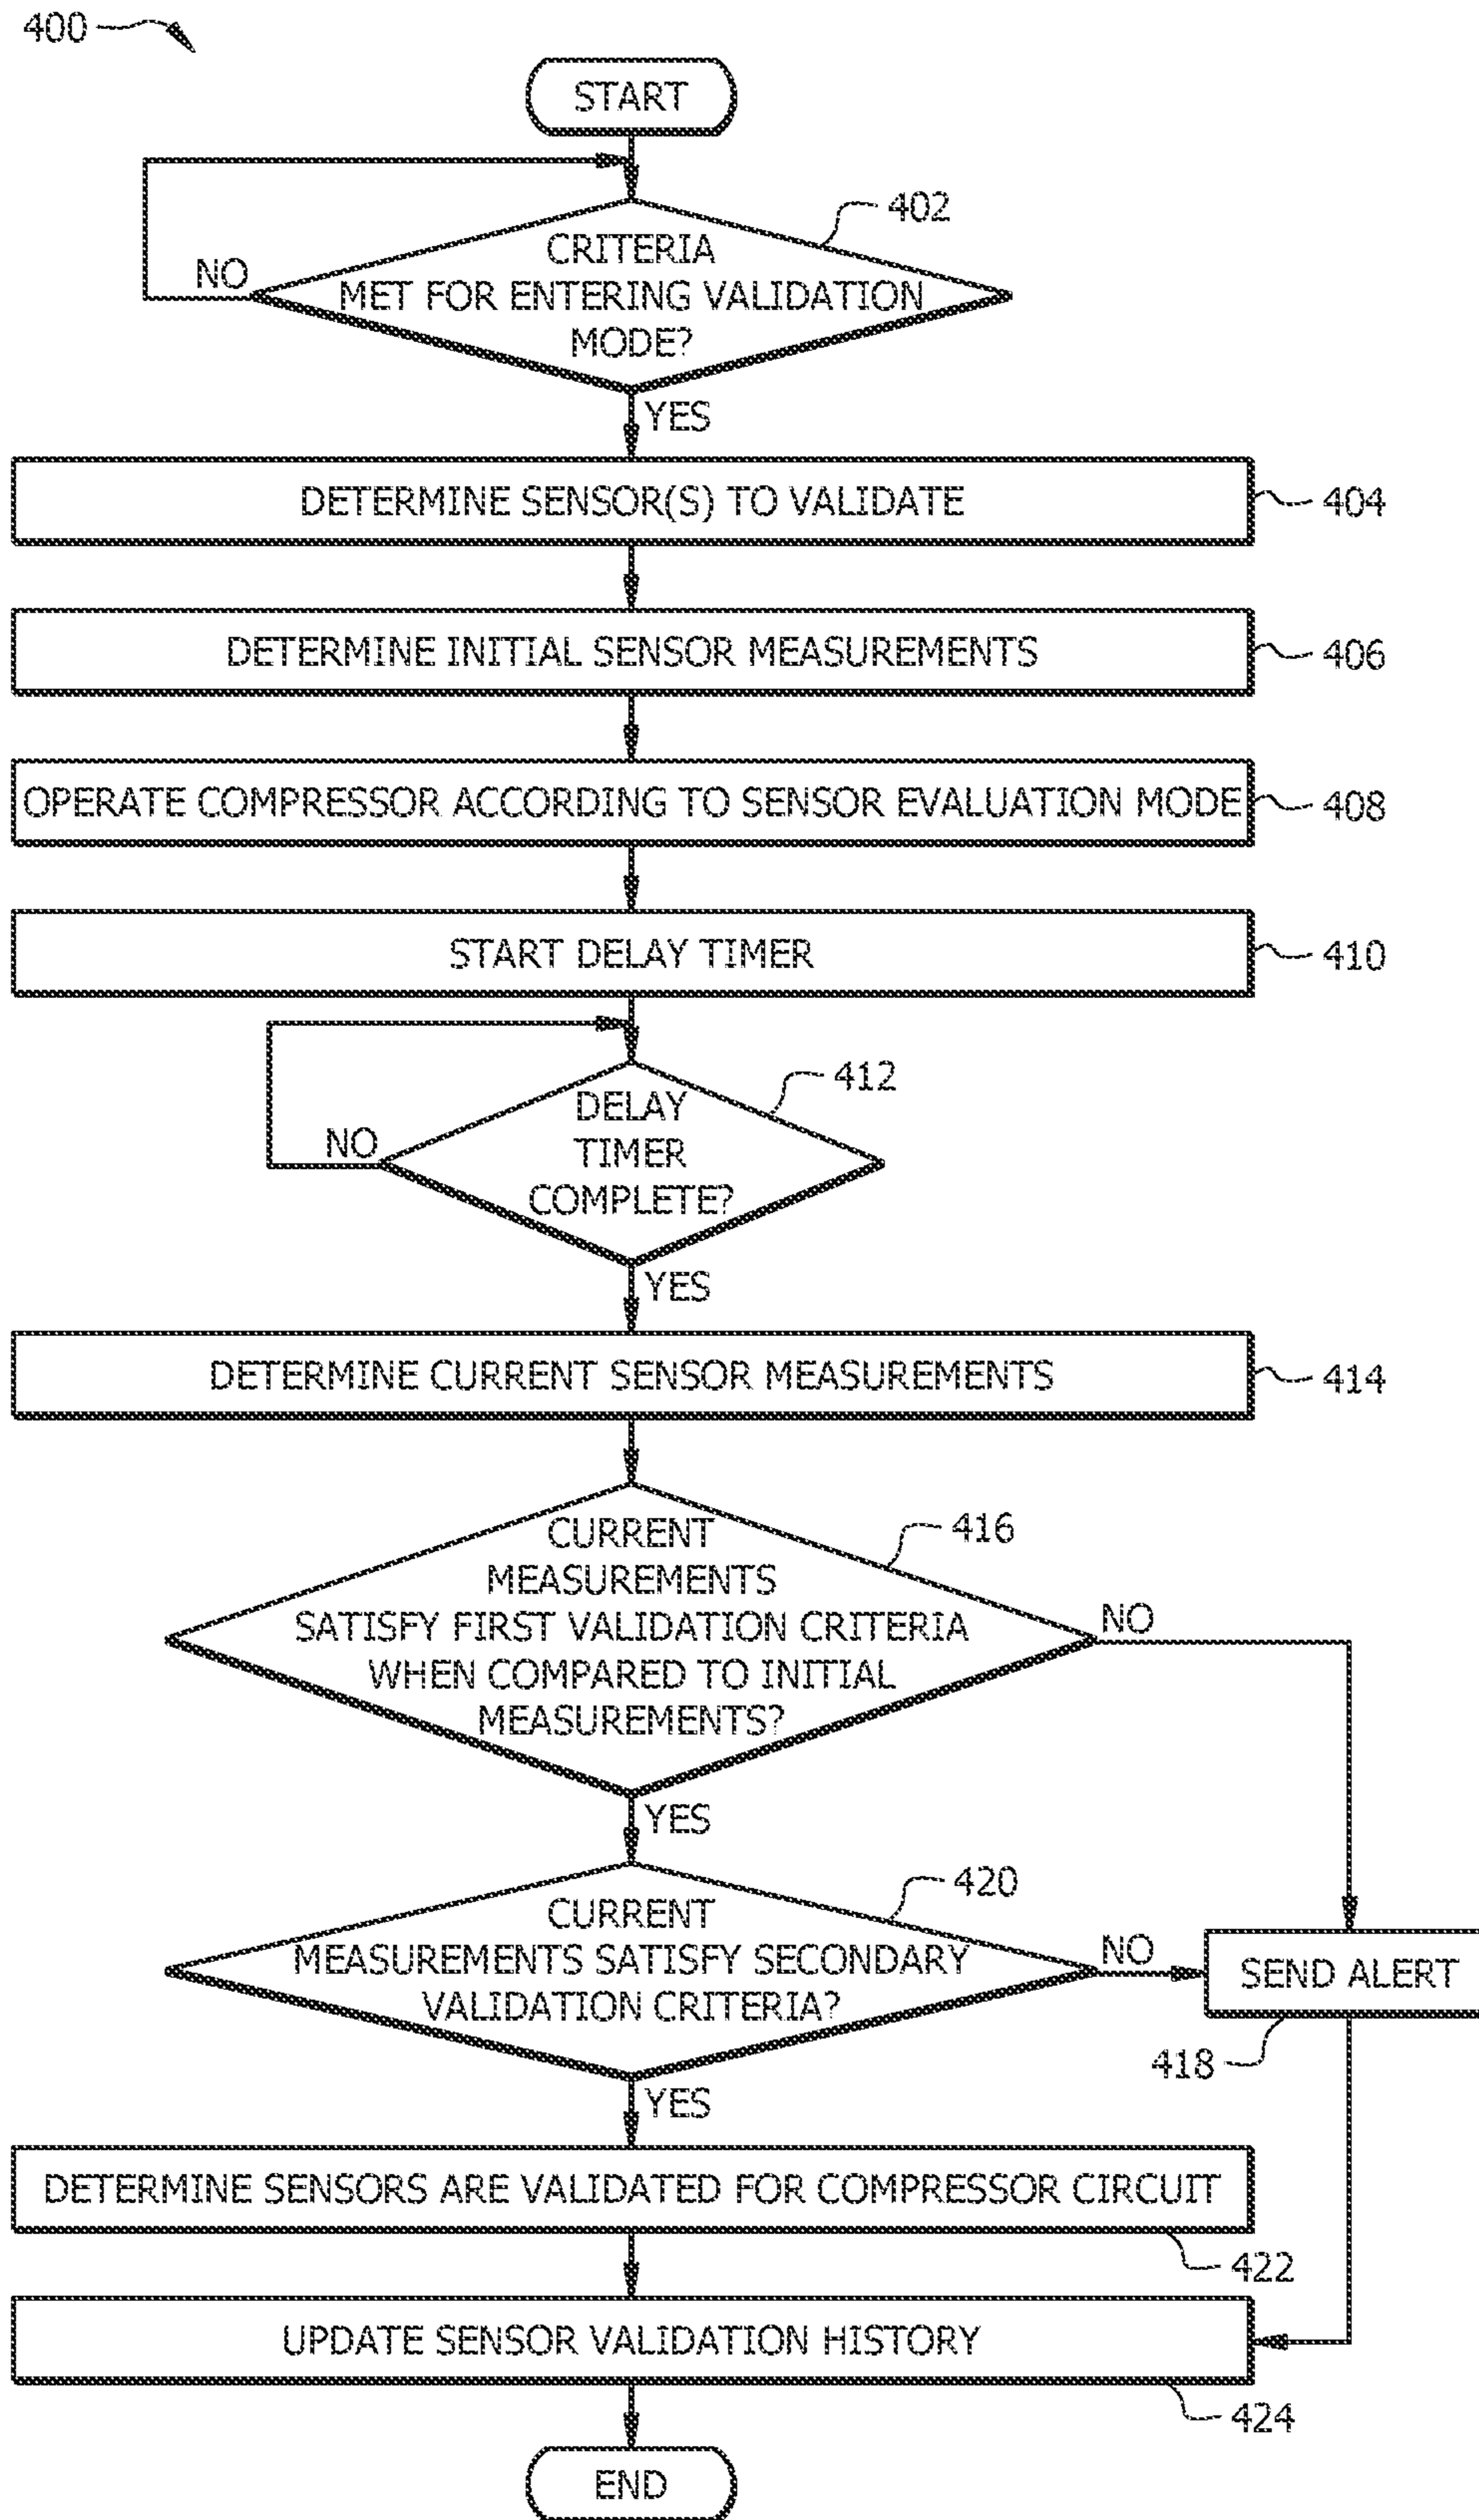 400
START
402
CRITERIA
MET FOR ENTERING VALIDATION
MODE?
NO
YES
DETERMINE SENSOR(S) TO VALIDATE
404
DETERMINE INITIAL SENSOR MEASUREMENTS
406
OPERATE COMPRESSOR ACCORDING TO SENSOR EVALUATION MODE
408
START DELAY TIMER
410
412
DELAY
TIMER
COMPLETE?
NO
YES
DETERMINE CURRENT SENSOR MEASUREMENTS
414
416
CURRENT
MEASUREMENTS
SATISFY FIRST VALIDATION CRITERIA
WHEN COMPARED TO INITIAL
MEASUREMENTS?
NO
YES
420
CURRENT
MEASUREMENTS SATISFY SECONDARY
VALIDATION CRITERIA?
NO
SEND ALERT
418
YES
DETERMINE SENSORS ARE VALIDATED FOR COMPRESSOR CIRCUIT
422
UPDATE SENSOR VALIDATION HISTORY
424
END